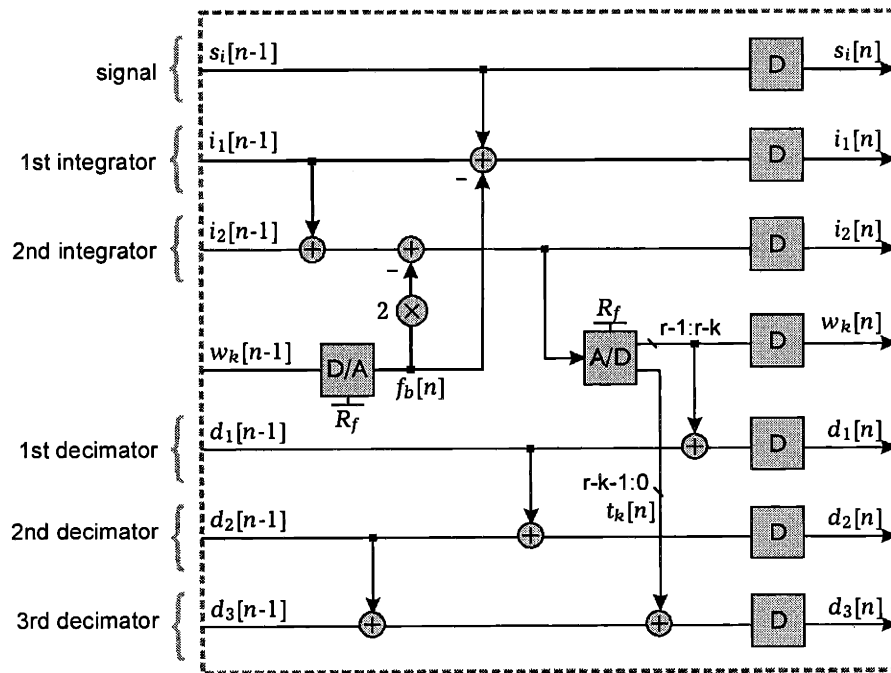 signal
s_i[n-1]
D
s_i[n]
1st integrator
i_1[n-1]
+
–
D
i_1[n]
2nd integrator
i_2[n-1]
+
+
–
D
i_2[n]
2
×
R_f
r-1:r-k
w_k[n-1]
D/A
f_b[n]
R_f
A/D
D
w_k[n]
1st decimator
d_1[n-1]
+
D
d_1[n]
r-k-1:0
t_k[n]
2nd decimator
d_2[n-1]
+
D
d_2[n]
3rd decimator
d_3[n-1]
+
+
D
d_3[n]